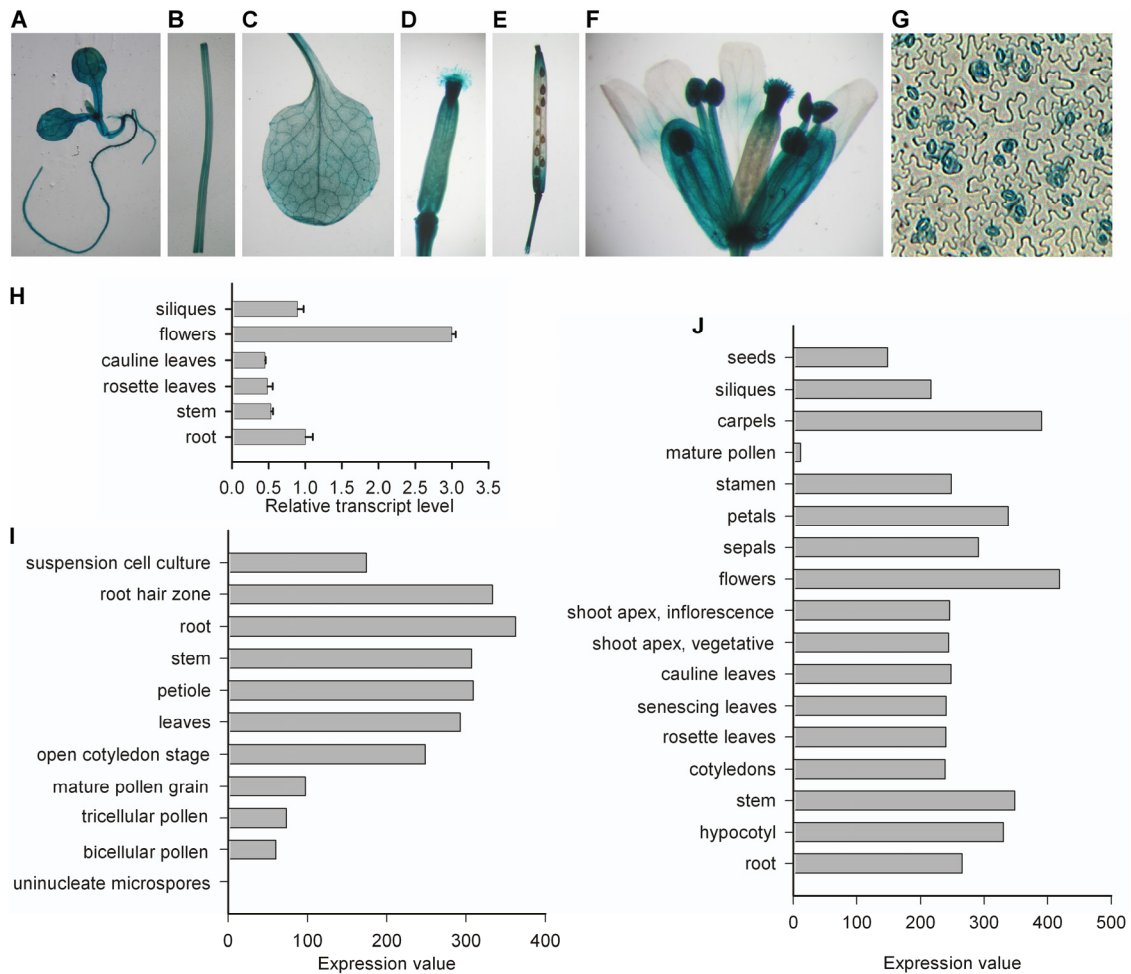 A
B
C
D
E
F
G
H
siliques
flowers
cauline leaves
rosette leaves
stem
root
0.0 0.5 1.0 1.5 2.0 2.5 3.0 3.5
Relative transcript level
I
suspension cell culture
root hair zone
root
stem
petiole
leaves
open cotyledon stage
mature pollen grain
tricellular pollen
bicellular pollen
uninucleate microspores
0 100 200 300 400
Expression value
J
seeds
siliques
carpels
mature pollen
stamen
petals
sepals
flowers
shoot apex, inflorescence
shoot apex, vegetative
cauline leaves
senescing leaves
rosette leaves
cotyledons
stem
hypocotyl
root
0 100 200 300 400 500
Expression value